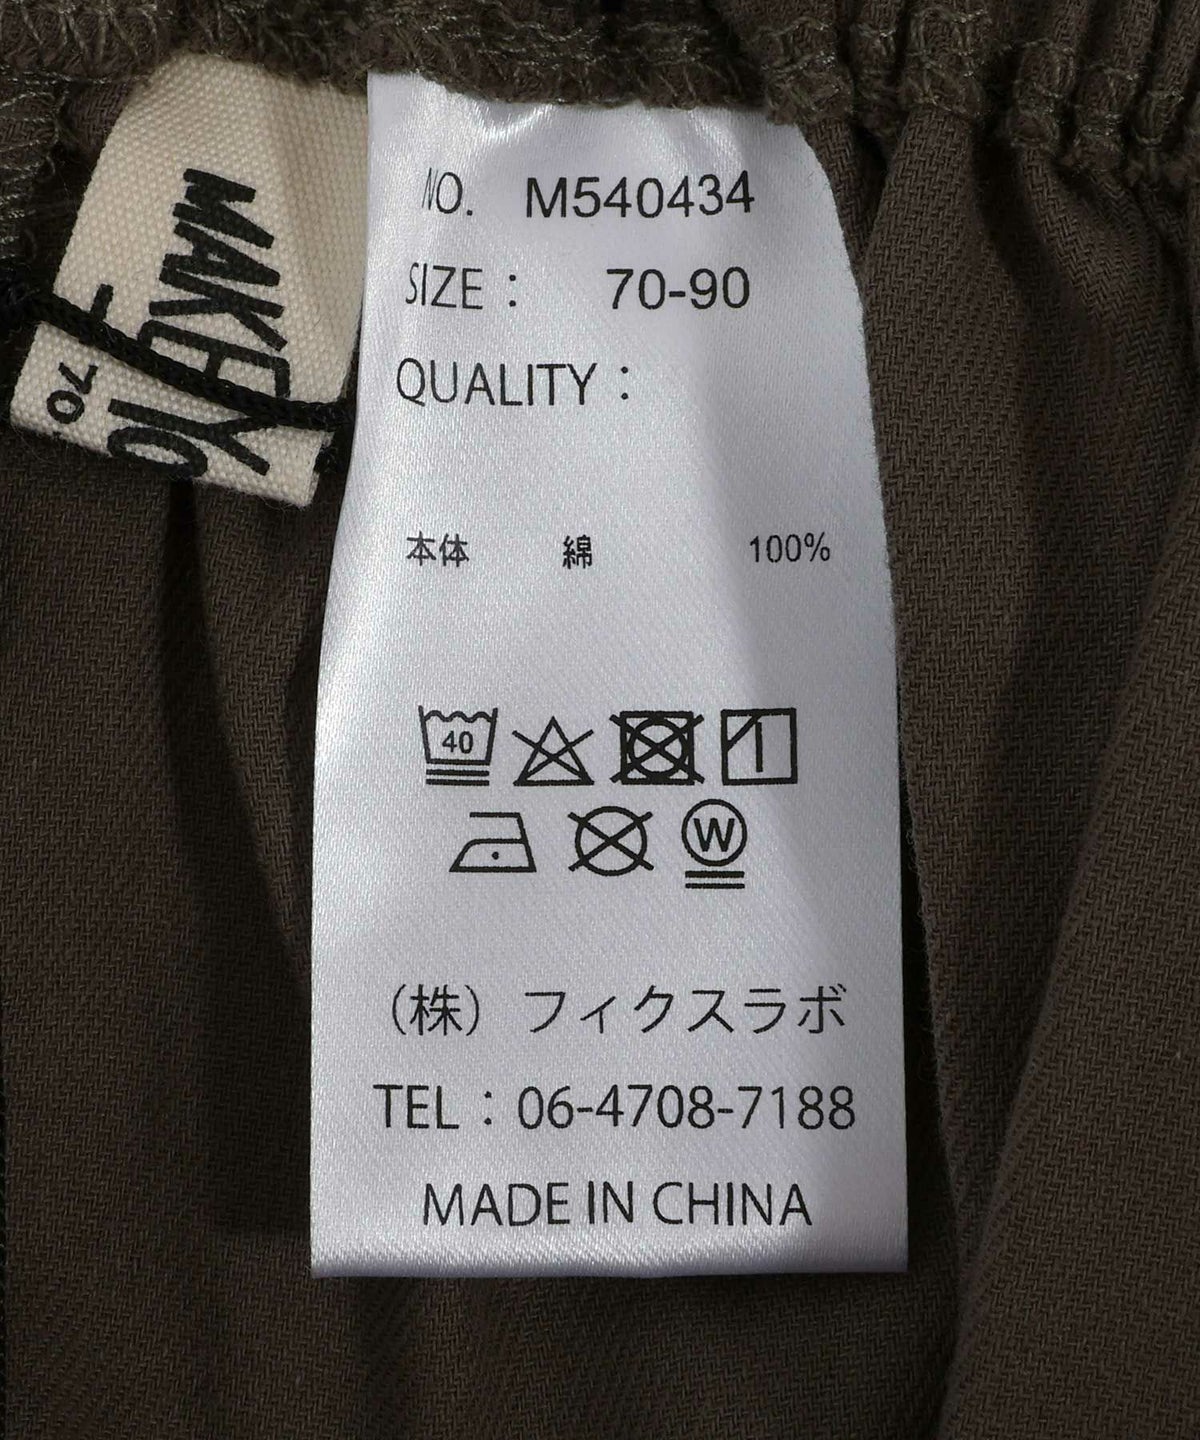 NO. M540434
SIZE : 70-90
QUALITY :
本体 綿 100%
40
W
(株) フィクスラボ
TEL : 06-4708-7188
MADE IN CHINA
70